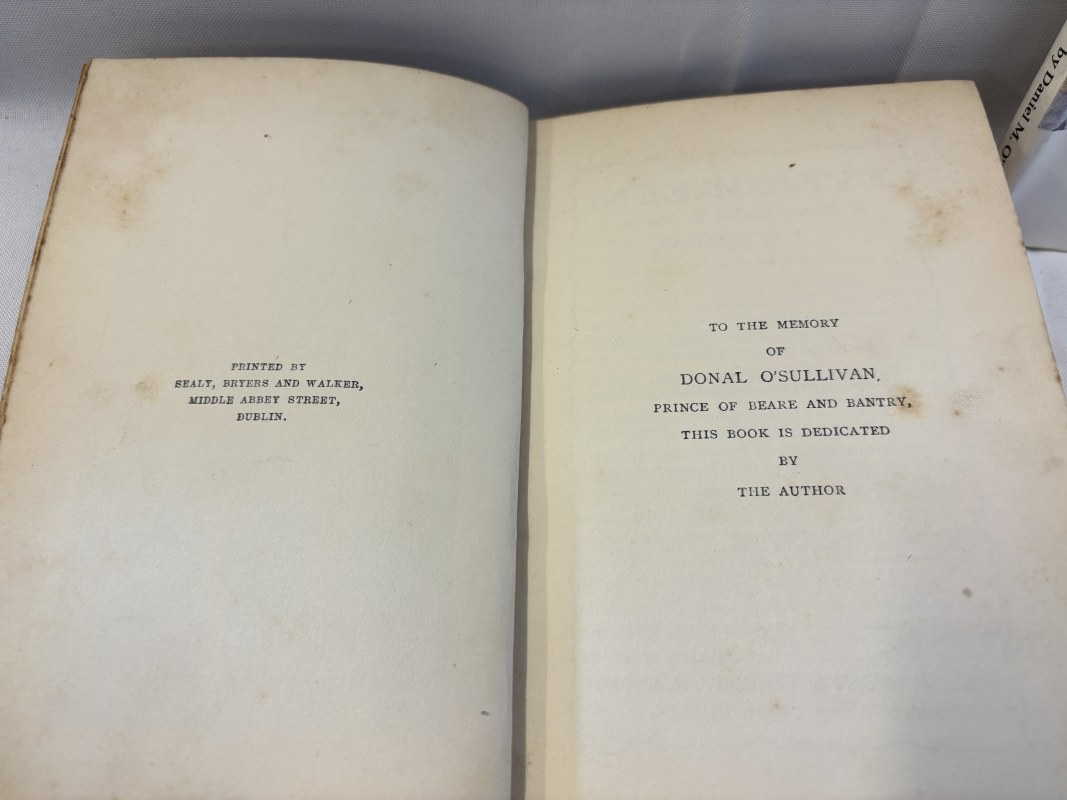 PRINTED BY
SEALY, BRYERS AND WALKER,
MIDDLE ABBEY STREET,
DUBLIN.
TO THE MEMORY
OF
DONAL O'SULLIVAN,
PRINCE OF BEARE AND BANTRY,
THIS BOOK IS DEDICATED
BY
THE AUTHOR
by Daniel M. O'